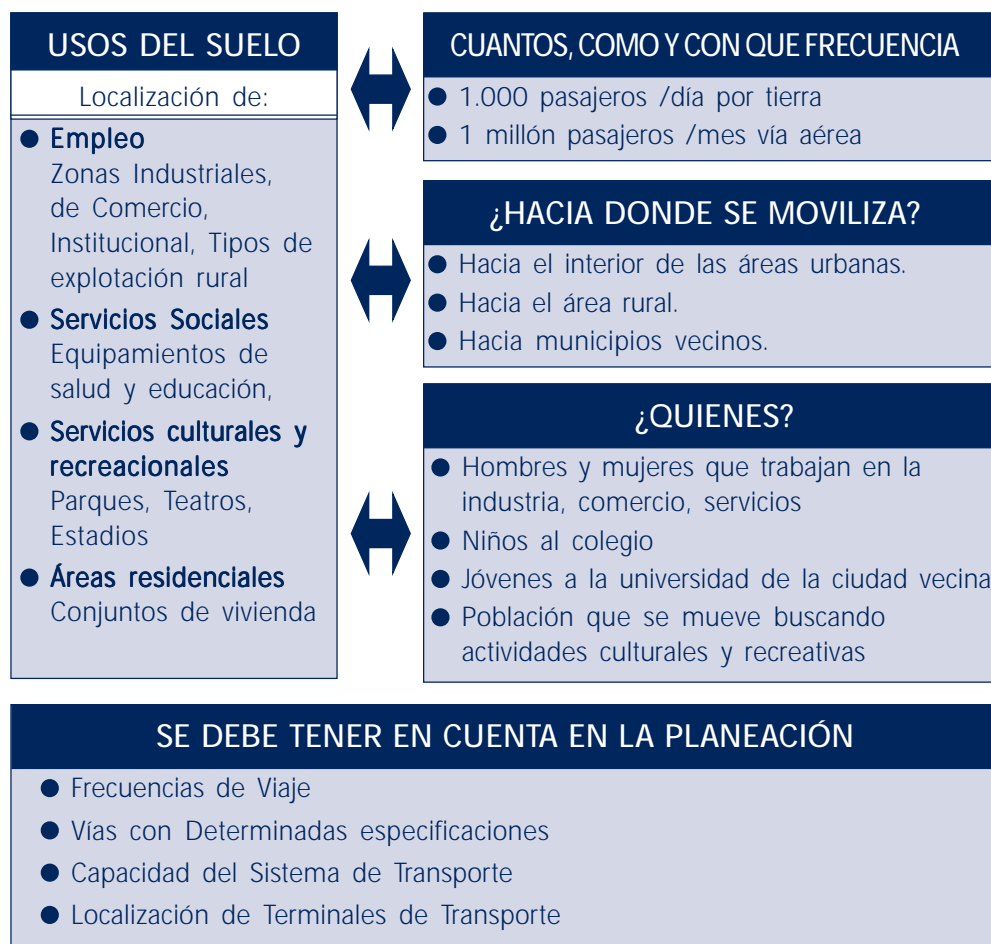 USOS DEL SUELO
Localización de:
● Empleo
Zonas Industriales,
de Comercio,
Institucional, Tipos de
explotación rural
● Servicios Sociales
Equipamientos de
salud y educación,
● Servicios culturales y
recreacionales
Parques, Teatros,
Estadios
● Áreas residenciales
Conjuntos de vivienda
CUANTOS, COMO Y CON QUE FRECUENCIA
● 1.000 pasajeros /día por tierra
● 1 millón pasajeros /mes vía aérea
¿HACIA DONDE SE MOVILIZA?
● Hacia el interior de las áreas urbanas.
● Hacia el área rural.
● Hacia municipios vecinos.
¿QUIENES?
● Hombres y mujeres que trabajan en la
industria, comercio, servicios
● Niños al colegio
● Jóvenes a la universidad de la ciudad vecina
● Población que se mueve buscando
actividades culturales y recreativas
SE DEBE TENER EN CUENTA EN LA PLANEACIÓN
● Frecuencias de Viaje
● Vías con Determinadas especificaciones
● Capacidad del Sistema de Transporte
● Localización de Terminales de Transporte